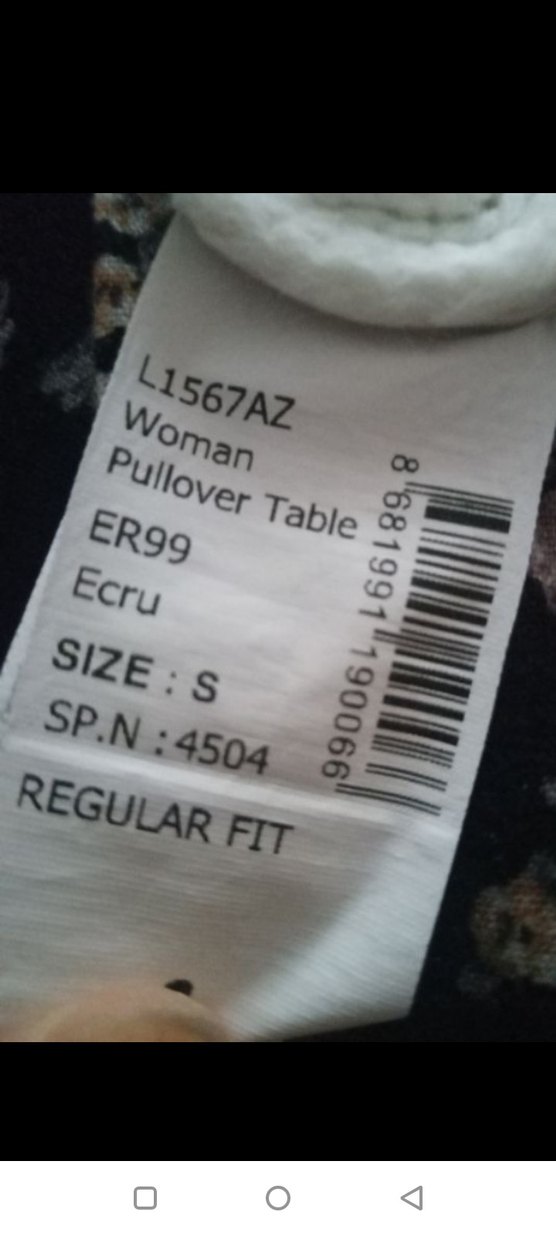 L1567AZ
Woman
Pullover Table
ER99
Ecru
SIZE : S
SP.N : 4504
REGULAR FIT
8 681991 190066